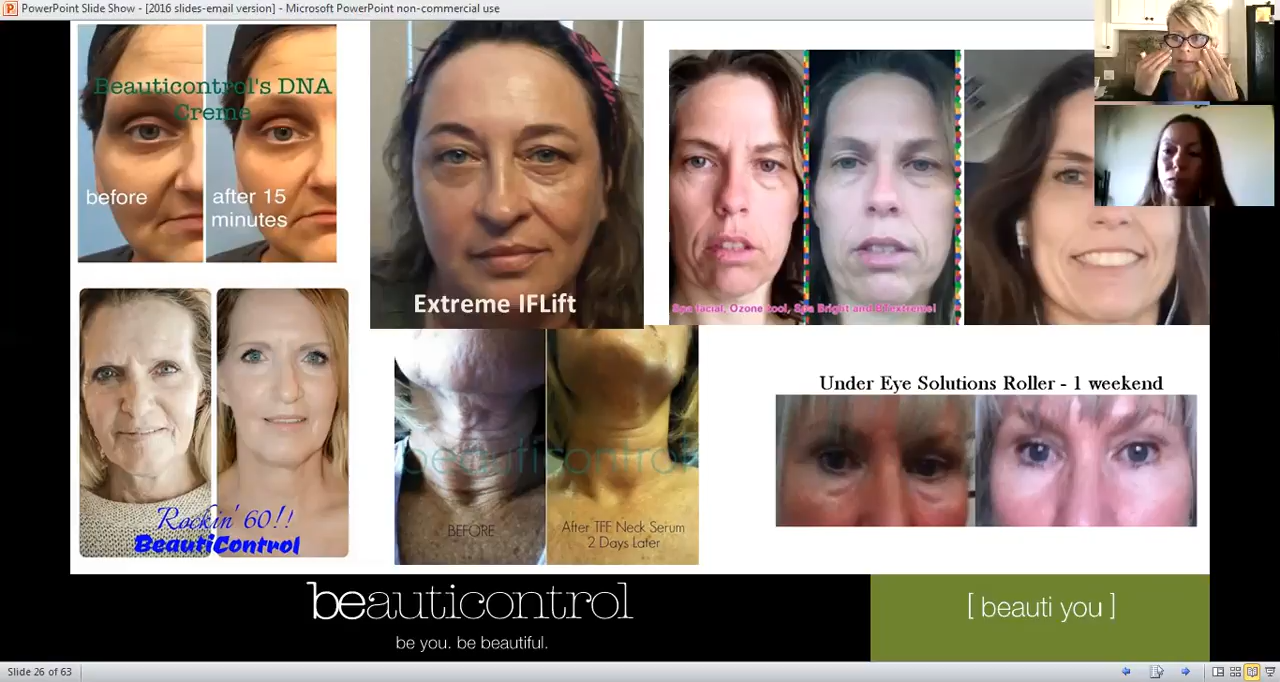 PowerPoint Slide Show - [2016 slides-email version] - Microsoft PowerPoint non-commercial use
Beauticontrol's DNA
Creme
before
after 15
minutes
Extreme IFLift
Spa facial, Ozone tool, Spa Bright and BTextreme!
Rockin' 60!!
BeautiControl
beauticontrol
BEFORE
After TFF Neck Serum
2 Days Later
Under Eye Solutions Roller - 1 weekend
beauticontrol
be you. be beautiful.
[ beauti you ]
Slide 26 of 63